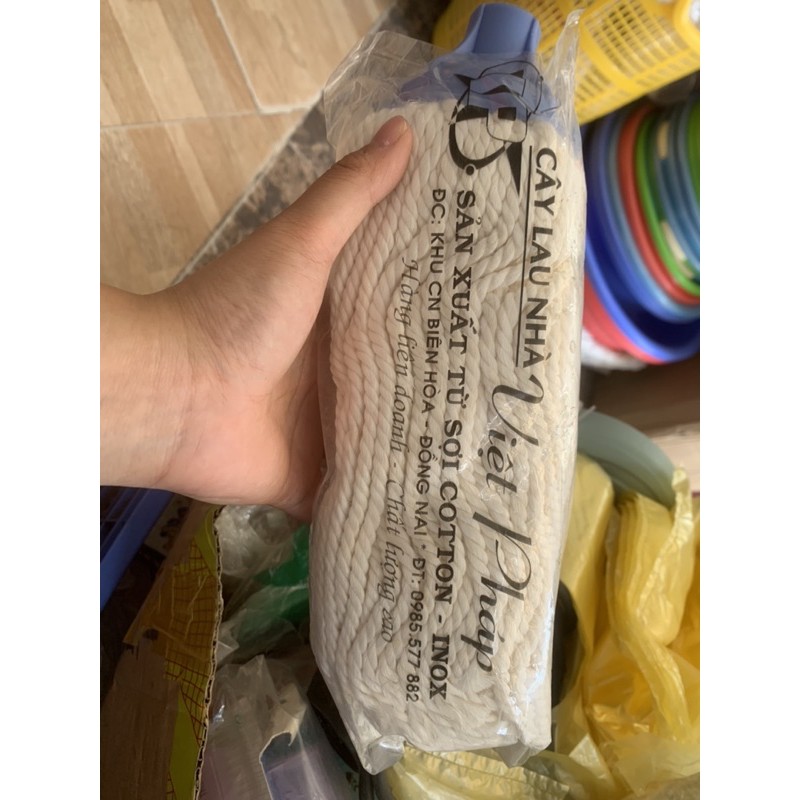 CÂY LAU NHÀ
Việt Pháp
SẢN XUẤT TỪ SỢI COTTON - INOX
ĐC: KHU CN BIÊN HÒA - ĐỒNG NAI - ĐT: 0985.577 882
Hàng liên doanh - Chất lượng cao